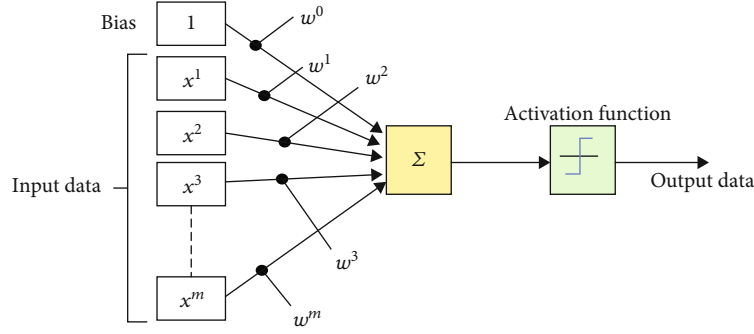 Bias
1
w⁰
x¹
w¹
x²
w²
Activation function
Input data
x³
Σ
Output data
w³
xᵐ
wᵐ